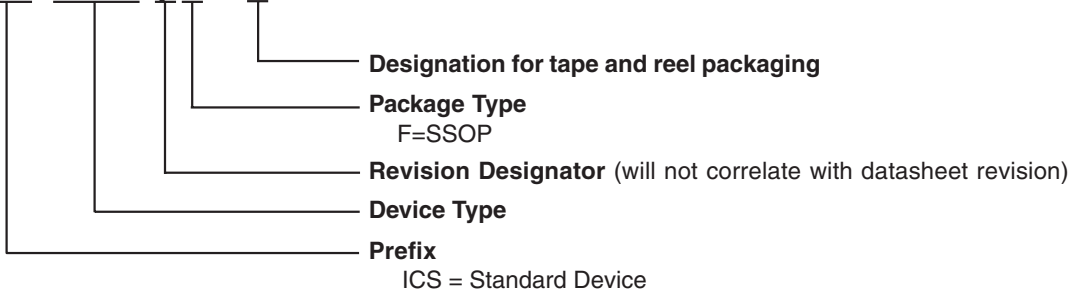 Designation for tape and reel packaging
Package Type
F=SSOP
Revision Designator (will not correlate with datasheet revision)
Device Type
Prefix
ICS = Standard Device